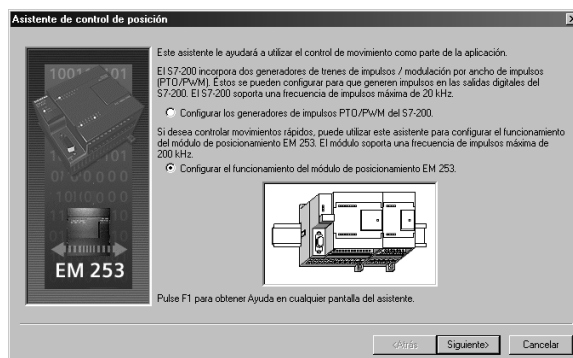 Asistente de control de posición
Este asistente le ayudará a utilizar el control de movimiento como parte de la aplicación.
El S7-200 incorpora dos generadores de trenes de impulsos / modulación por ancho de impulsos
(PTO/PWM). Éstos se pueden configurar para que generen impulsos en las salidas digitales del
S7-200. El S7-200 soporta una frecuencia de impulsos máxima de 20 kHz.
Configurar los generadores de impulsos PTO/PWM del S7-200.
Si desea controlar movimientos rápidos, puede utilizar este asistente para configurar el funcionamiento
del módulo de posicionamiento EM 253. El módulo soporta una frecuencia de impulsos máxima de
200 kHz.
Configurar el funcionamiento del módulo de posicionamiento EM 253.
EM 253
Pulse F1 para obtener Ayuda en cualquier pantalla del asistente.
<Atrás
Siguiente>
Cancelar